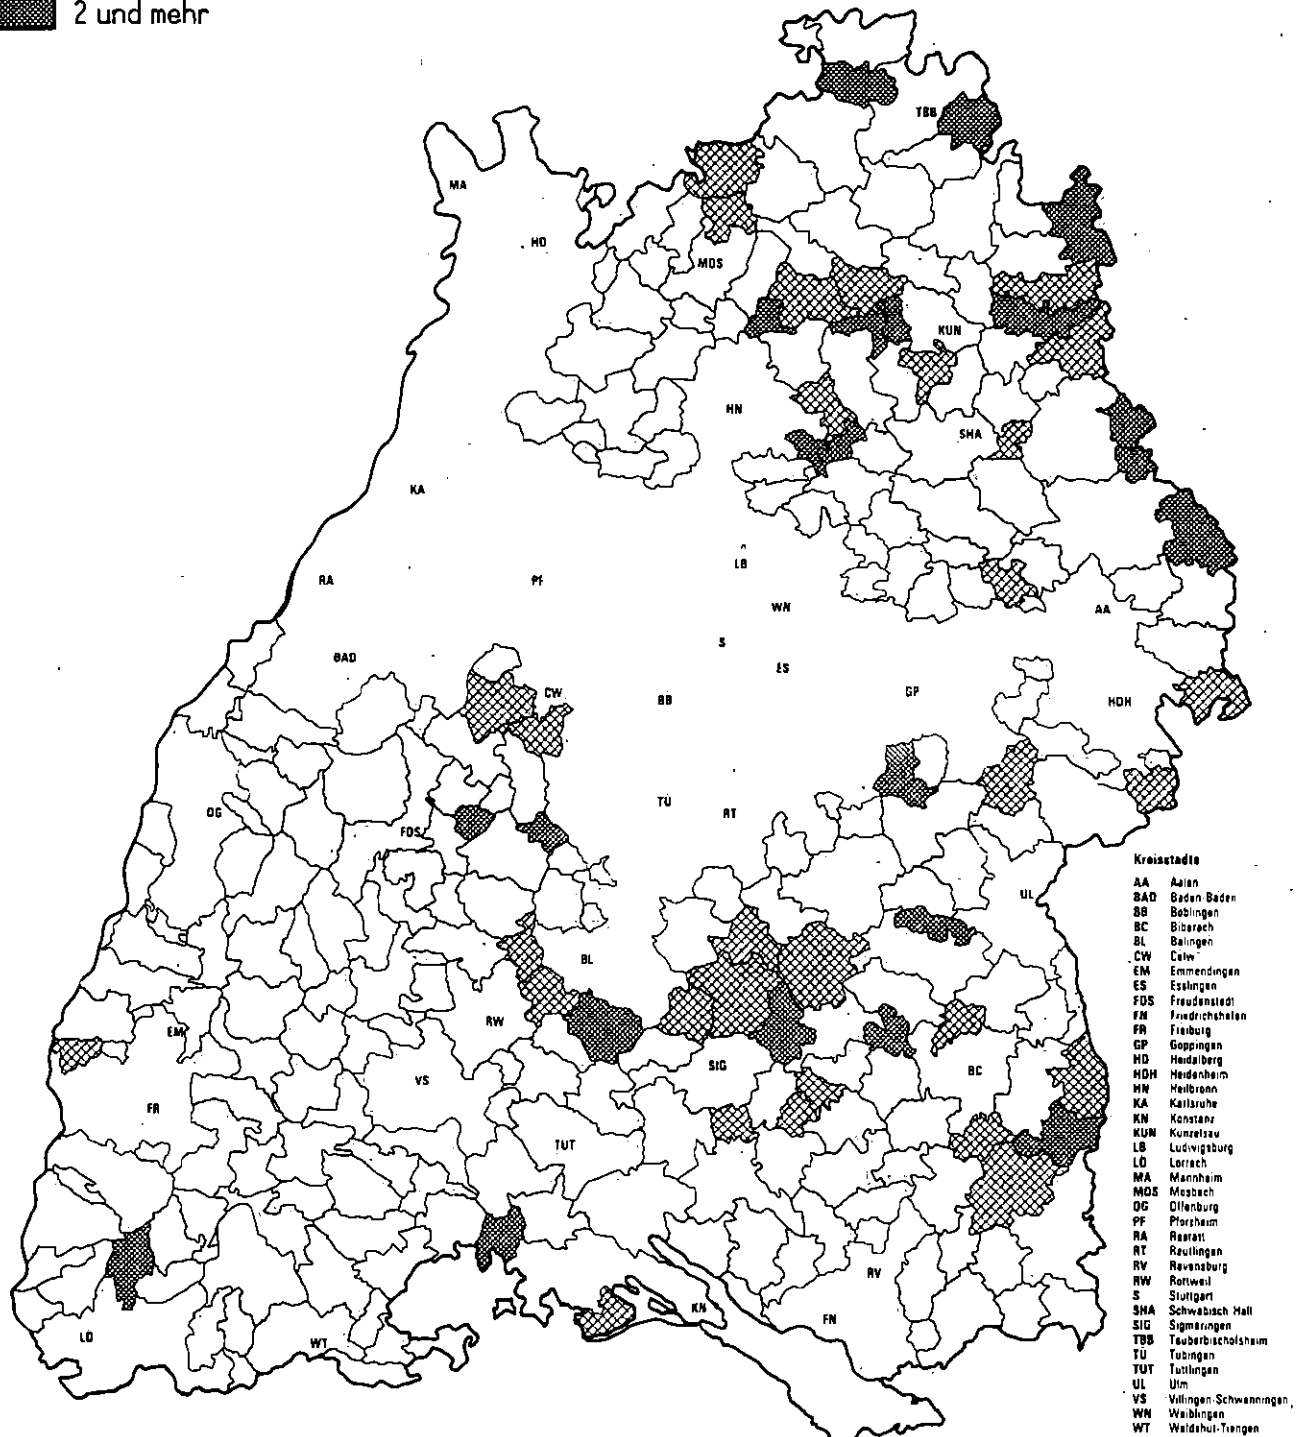 2 und mehr
TBB
MA
HD
MOS
KUN
HN
SHA
KA
LB
RA
PF
WN
AA
S
BAD
ES
CW
BB
GP
HDH
TÜ
RT
OG
FDS
UL
BL
RW
EM
SIG
BC
VS
FR
TUT
RV
KN
FN
LÖ
WT
Kreisstädte
AA Aalen
BAD Baden-Baden
BB Böblingen
BC Biberach
BL Balingen
CW Calw
EM Emmendingen
ES Esslingen
FDS Freudenstadt
FN Friedrichshafen
FR Freiburg
GP Göppingen
HD Heidelberg
HDH Heidenheim
HN Heilbronn
KA Karlsruhe
KN Konstanz
KUN Kunzelsau
LB Ludwigsburg
LÖ Lörrach
MA Mannheim
MOS Mosbach
OG Offenburg
PF Pforzheim
RA Rastatt
RT Reutlingen
RV Ravensburg
RW Rottweil
S Stuttgart
SHA Schwäbisch Hall
SIG Sigmaringen
TBB Tauberbischofsheim
TÜ Tübingen
TUT Tuttlingen
UL Ulm
VS Villingen-Schwenningen
WN Waiblingen
WT Waldshut-Tiengen